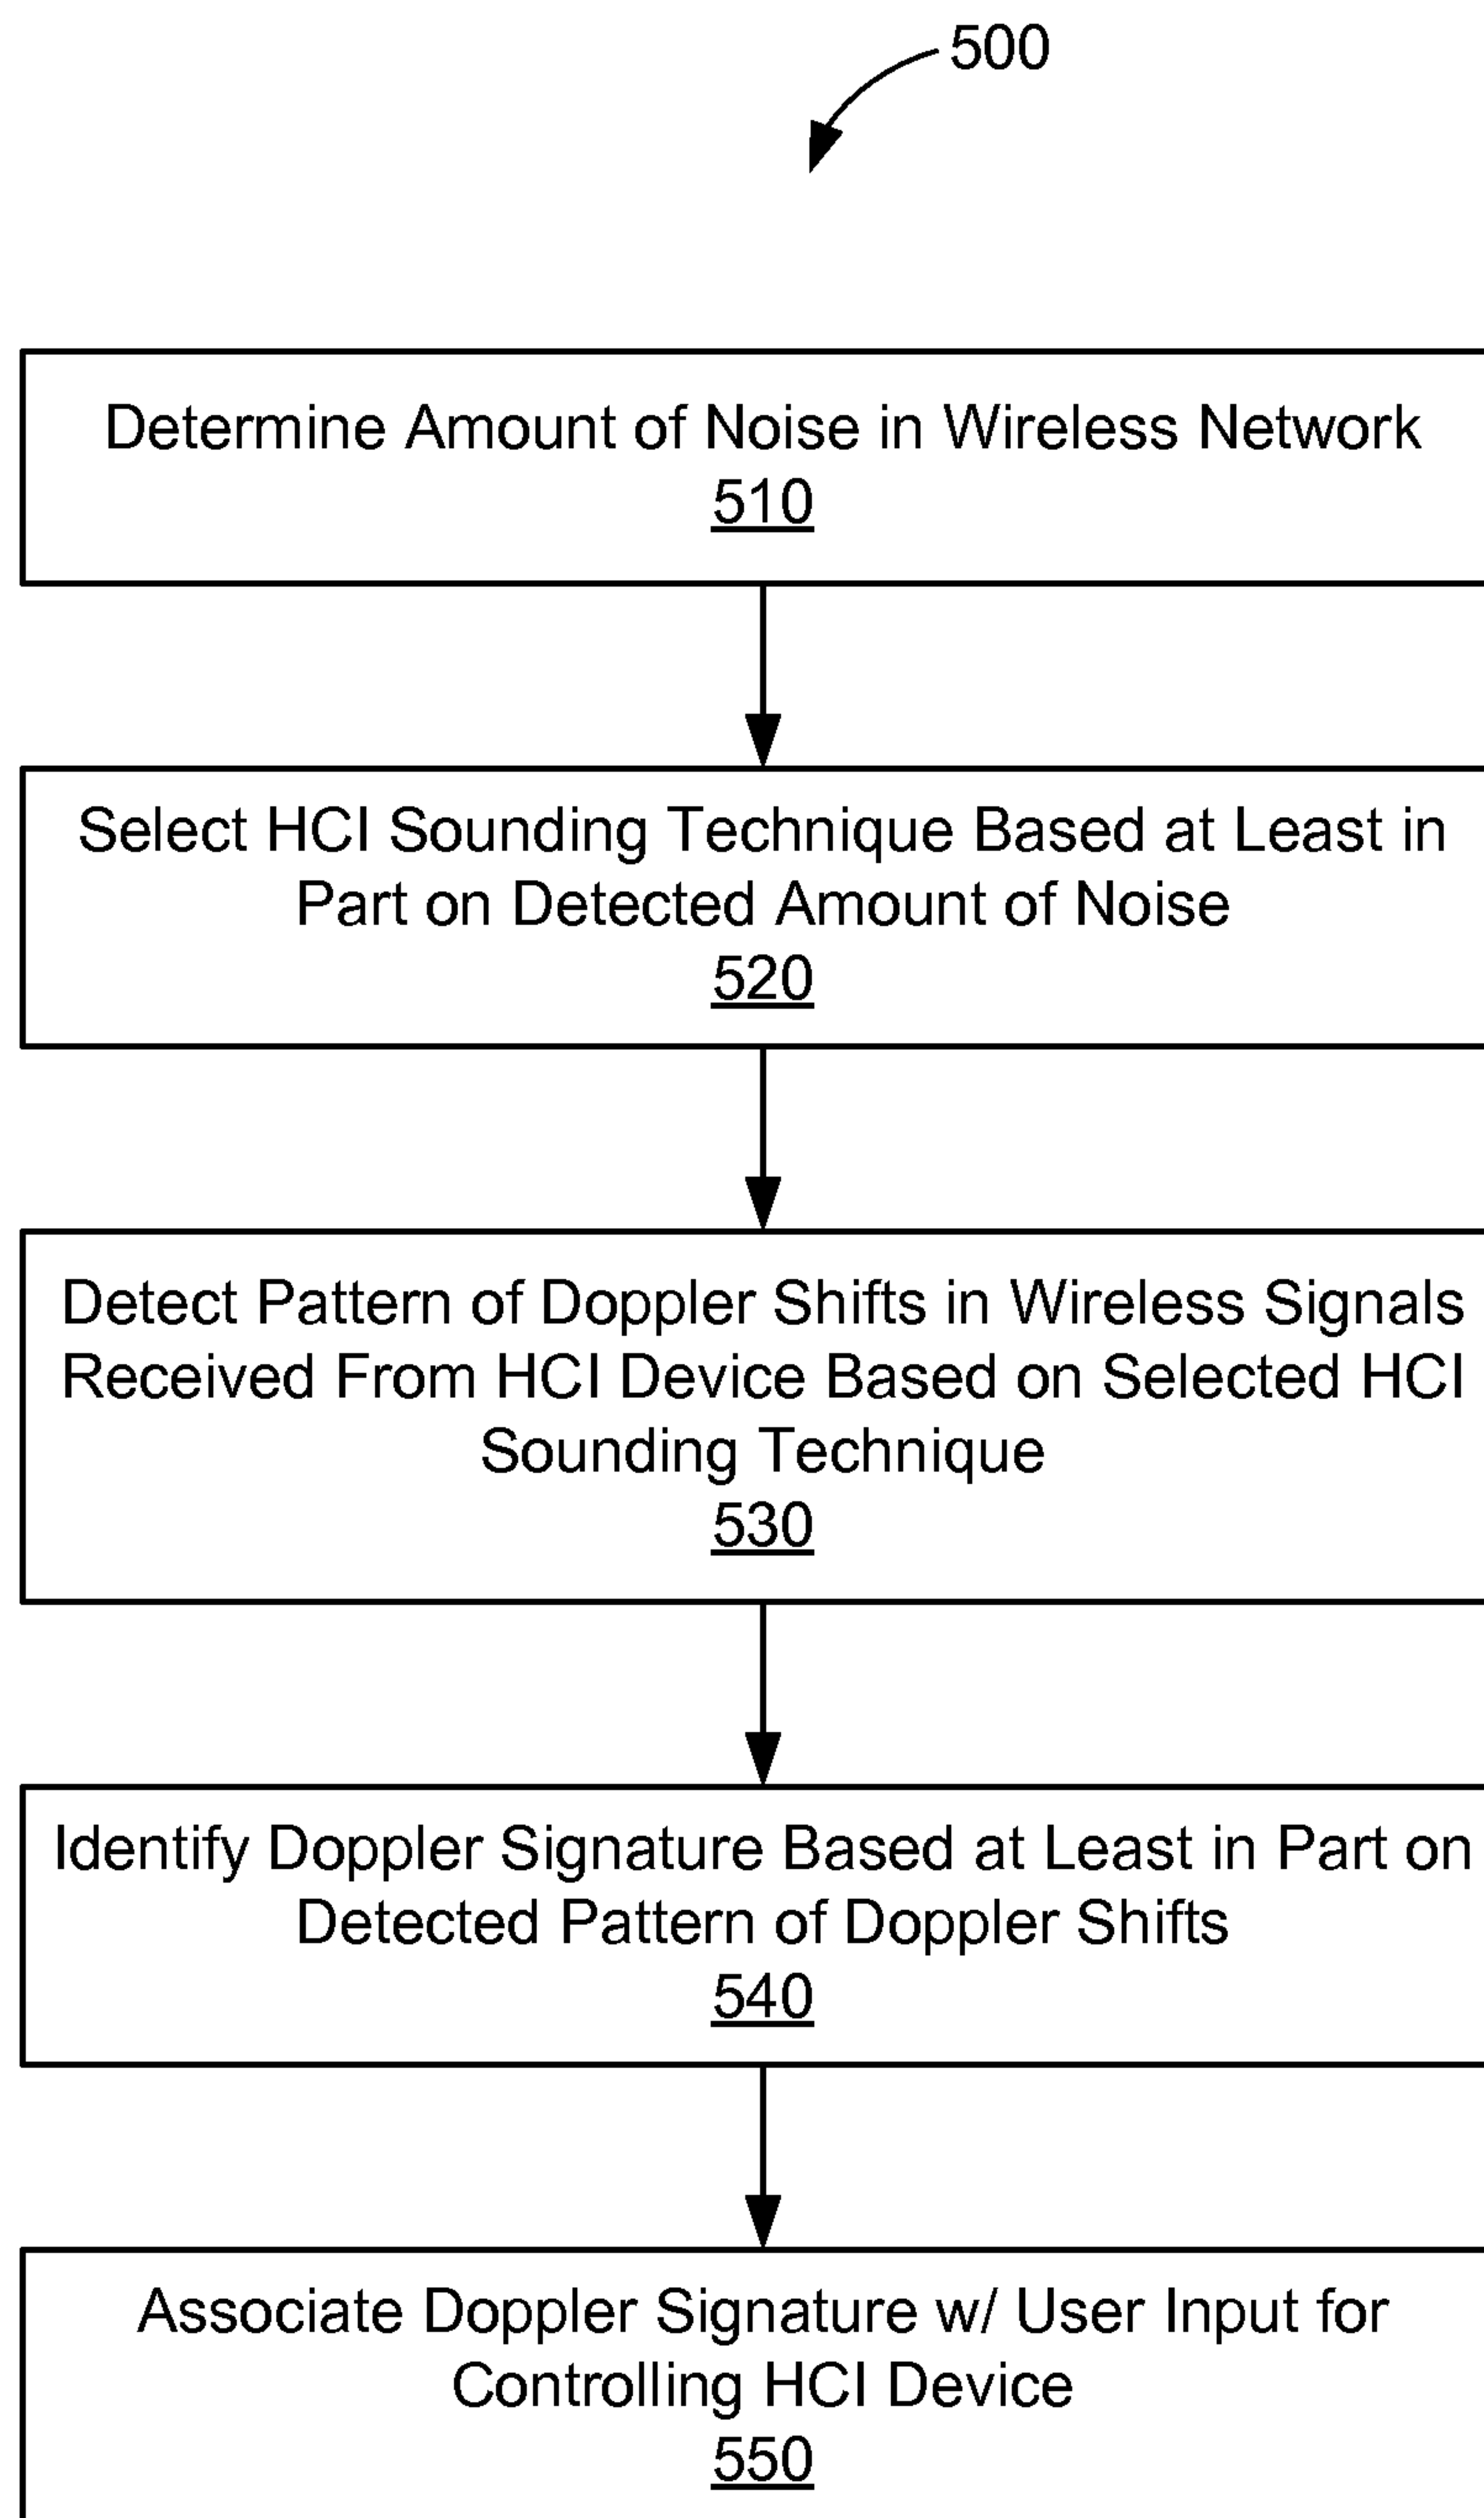 500
Determine Amount of Noise in Wireless Network
510
Select HCI Sounding Technique Based at Least in
Part on Detected Amount of Noise
520
Detect Pattern of Doppler Shifts in Wireless Signals
Received From HCI Device Based on Selected HCI
Sounding Technique
530
Identify Doppler Signature Based at Least in Part on
Detected Pattern of Doppler Shifts
540
Associate Doppler Signature w/ User Input for
Controlling HCI Device
550